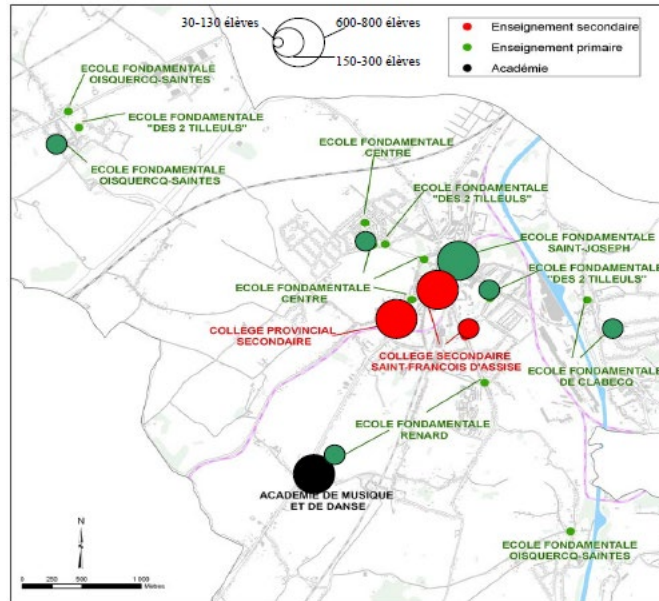 30-130 élèves
600-800 élèves
150-300 élèves
Enseignement secondaire
Enseignement primaire
Académie
ECOLE FONDAMENTALE
OISQUERCQ-SAINTES
ECOLE FONDAMENTALE
"DES 2 TILLEULS"
ECOLE FONDAMENTALE
OISQUERCQ-SAINTES
ECOLE FONDAMENTALE
CENTRE
ECOLE FONDAMENTALE
"DES 2 TILLEULS"
ECOLE FONDAMENTALE
SAINT-JOSEPH
ECOLE FONDAMENTALE
"DES 2 TILLEULS"
ECOLE FONDAMENTALE
CENTRE
COLLÈGE PROVINCIAL
SECONDAIRE
COLLEGE SECONDAIRE
SAINT-FRANCOIS D'ASSISE
ECOLE FONDAMENTALE
DE CLABECQ
ECOLE FONDAMENTALE
RENARD
ACADEMIE DE MUSIQUE
ET DE DANSE
ECOLE FONDAMENTALE
OISQUERCQ-SAINTES
N
250 500 1 000
Mètres